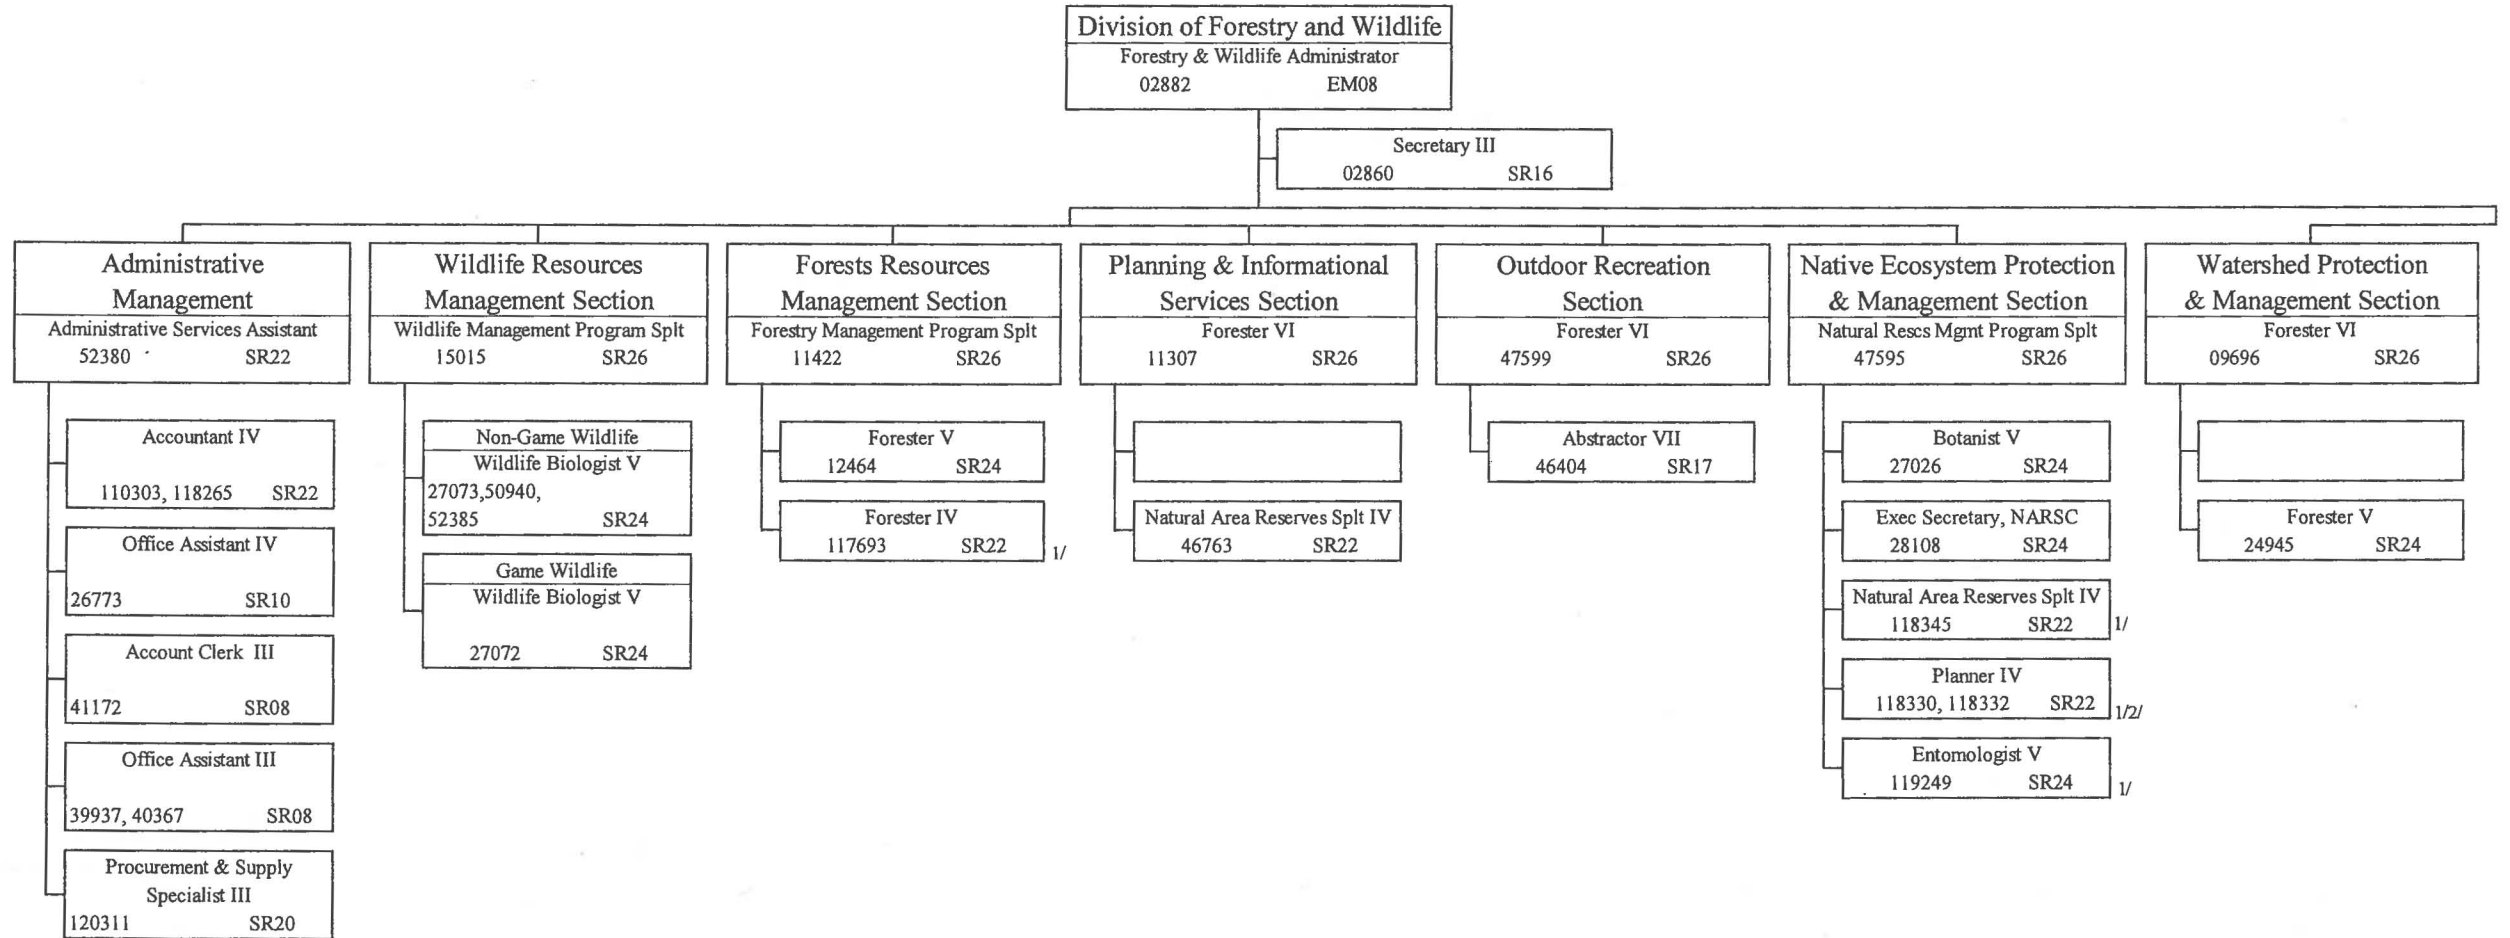 Division of Forestry and Wildlife
Forestry & Wildlife Administrator
02882 EM08
Secretary III
02860 SR16
Administrative
Management
Administrative Services Assistant
52380 SR22
Accountant IV
110303, 118265 SR22
Office Assistant IV
26773 SR10
Account Clerk III
41172 SR08
Office Assistant III
39937, 40367 SR08
Procurement & Supply
Specialist III
120311 SR20
Wildlife Resources
Management Section
Wildlife Management Program Splt
15015 SR26
Non-Game Wildlife
Wildlife Biologist V
27073,50940,
52385 SR24
Game Wildlife
Wildlife Biologist V
27072 SR24
Forests Resources
Management Section
Forestry Management Program Splt
11422 SR26
Forester V
12464 SR24
Forester IV
117693 SR22 1/
Planning & Informational
Services Section
Forester VI
11307 SR26
Natural Area Reserves Splt IV
46763 SR22
Outdoor Recreation
Section
Forester VI
47599 SR26
Abstractor VII
46404 SR17
Native Ecosystem Protection
& Management Section
Natural Rescs Mgmt Program Splt
47595 SR26
Botanist V
27026 SR24
Exec Secretary, NARSC
28108 SR24
Natural Area Reserves Splt IV
118345 SR22 1/
Planner IV
118330, 118332 SR22 1/2/
Entomologist V
119249 SR24 1/
Watershed Protection
& Management Section
Forester VI
09696 SR26
Forester V
24945 SR24